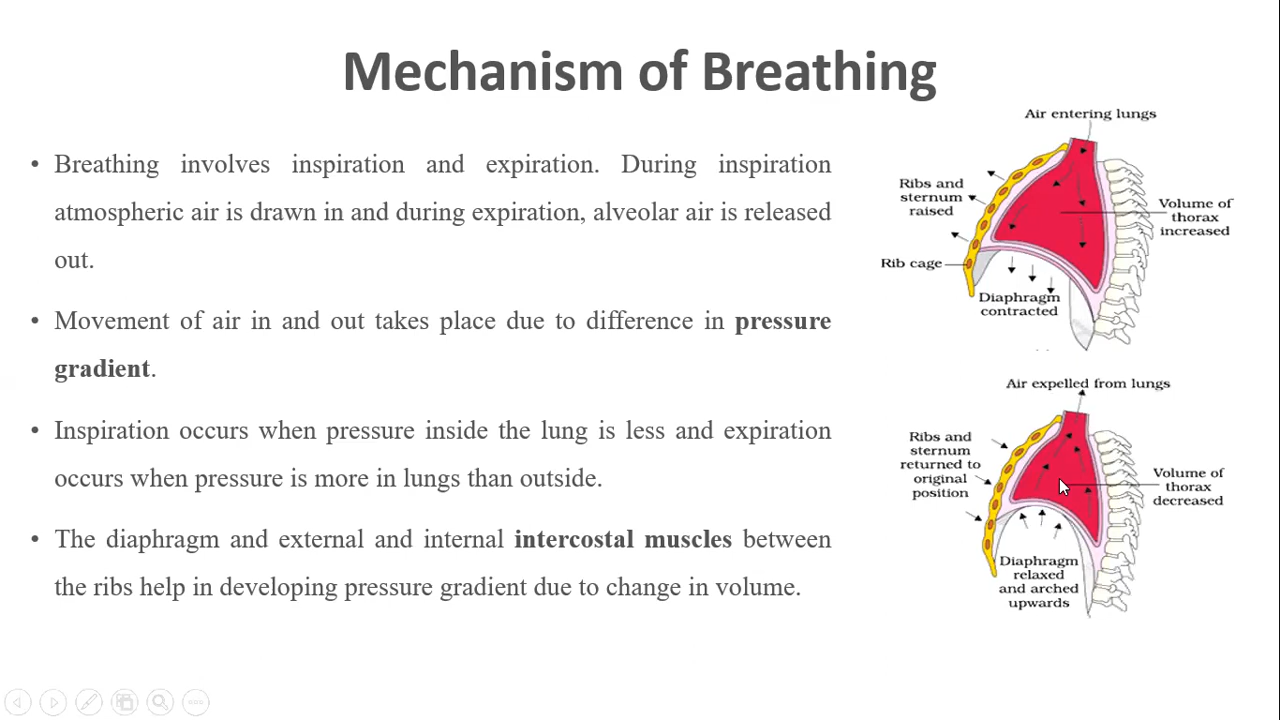 Mechanism of Breathing
• Breathing involves inspiration and expiration. During inspiration
atmospheric air is drawn in and during expiration, alveolar air is released
out.
• Movement of air in and out takes place due to difference in pressure
gradient.
• Inspiration occurs when pressure inside the lung is less and expiration
occurs when pressure is more in lungs than outside.
• The diaphragm and external and internal intercostal muscles between
the ribs help in developing pressure gradient due to change in volume.
Air entering lungs
Ribs and
sternum
raised
Volume of
thorax
increased
Rib cage
Diaphragm
contracted
Air expelled from lungs
Ribs and
sternum
returned to
original
position
Volume of
thorax
decreased
Diaphragm
relaxed
and arched
upwards